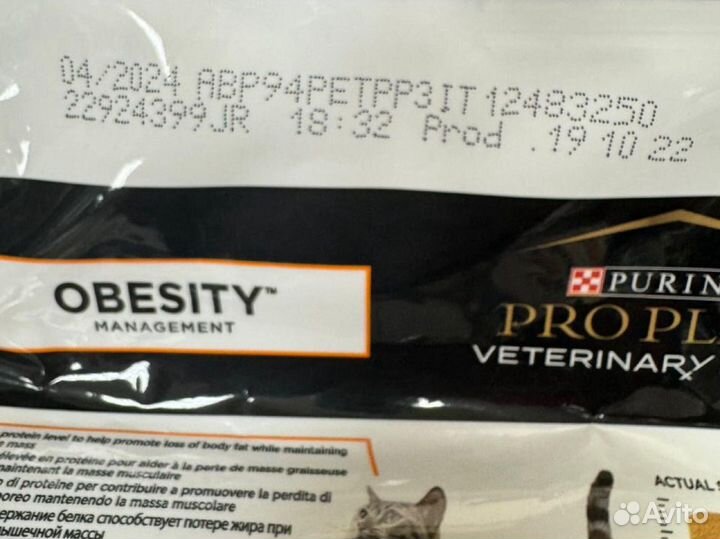 04/2024 ABP94PETPP3IT 12483250
22924399JR 18:32 Prod .19 10 22
OBESITY™
MANAGEMENT
PURIN
PRO PL
VETERINARY
protein level to help promote loss of body fat while maintaining
mass
élevée en protéine pour aider à la perte de masse graisseuse
maintenant la masse musculaire
di proteine per contribuire a promuovere la perdita di
poreo mantenendo la massa muscolare
держание белка способствует потере жира при
мышечной массы
ACTUAL
Avito